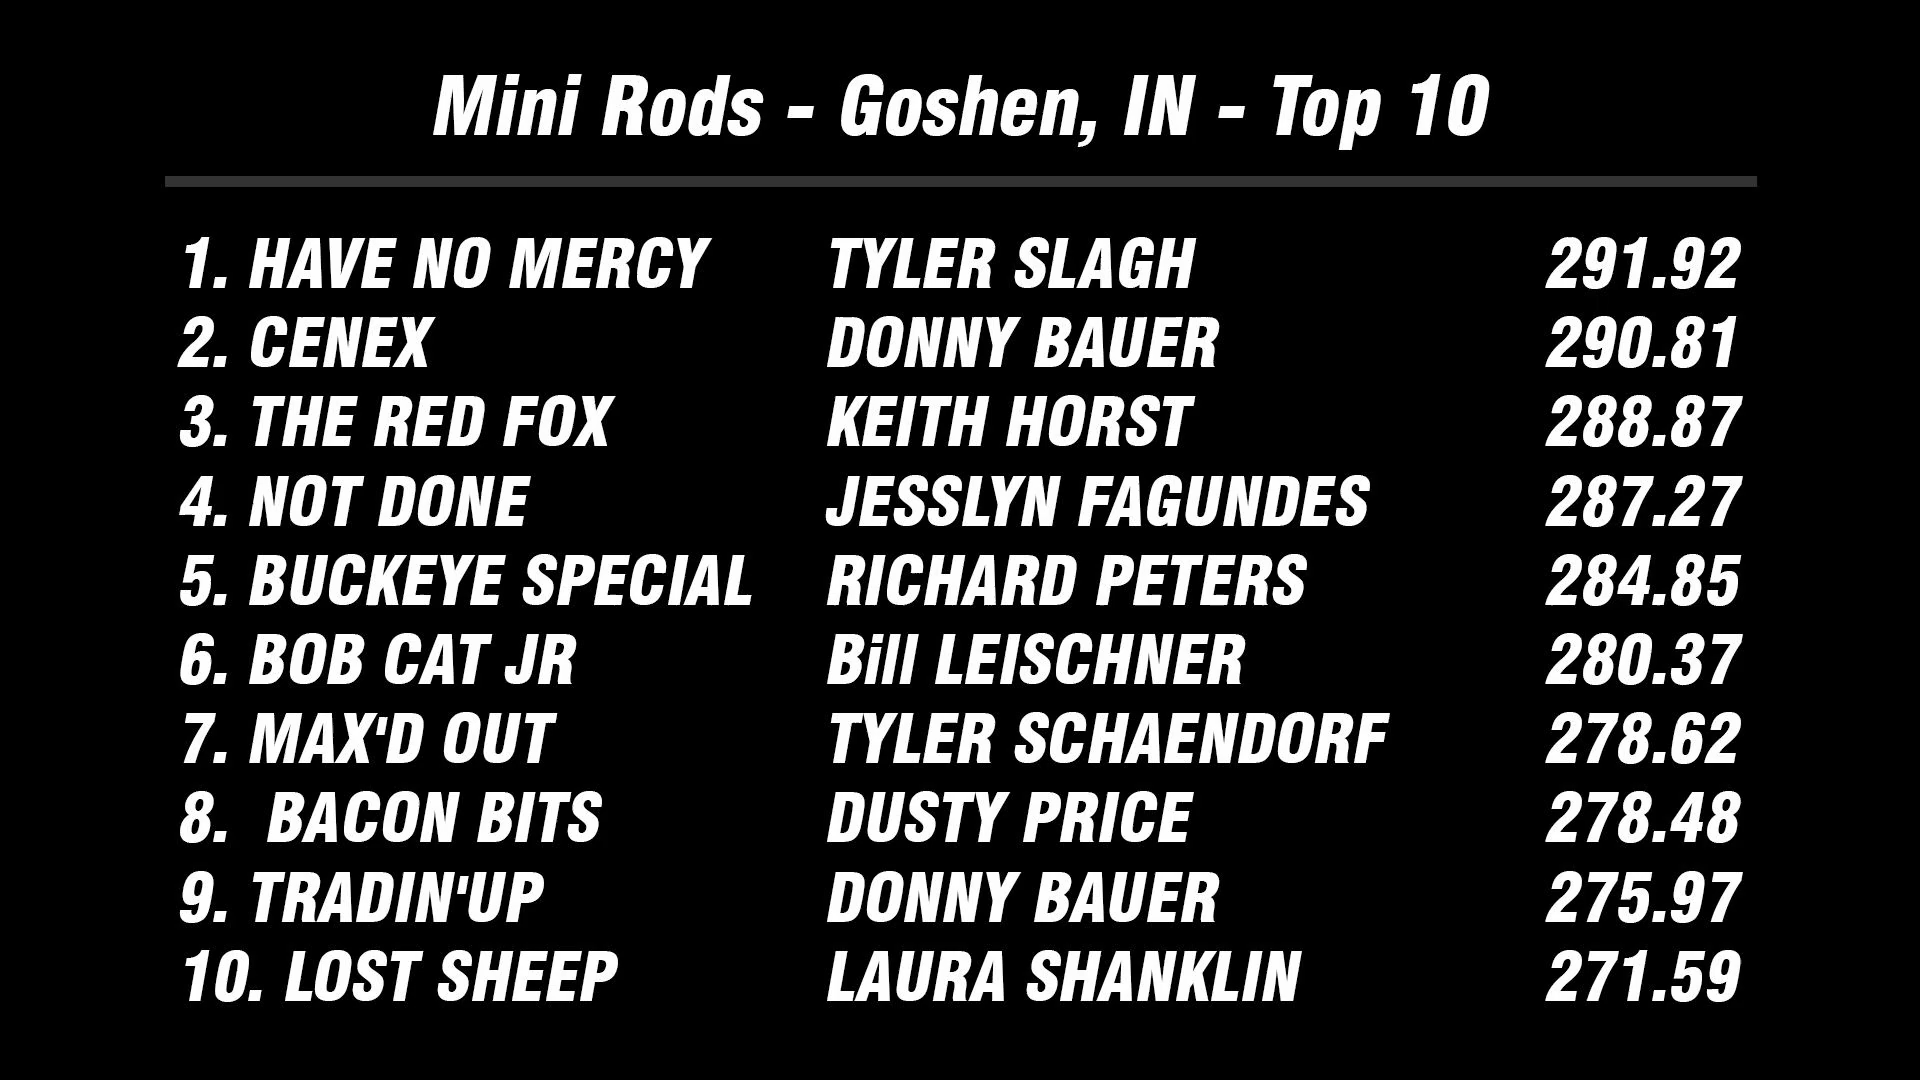 Mini Rods - Goshen, IN - Top 10
1. HAVE NO MERCY TYLER SLAGH 291.92
2. CENEX DONNY BAUER 290.81
3. THE RED FOX KEITH HORST 288.87
4. NOT DONE JESSLYN FAGUNDES 287.27
5. BUCKEYE SPECIAL RICHARD PETERS 284.85
6. BOB CAT JR Bill LEISCHNER 280.37
7. MAX'D OUT TYLER SCHAENDORF 278.62
8. BACON BITS DUSTY PRICE 278.48
9. TRADIN'UP DONNY BAUER 275.97
10. LOST SHEEP LAURA SHANKLIN 271.59